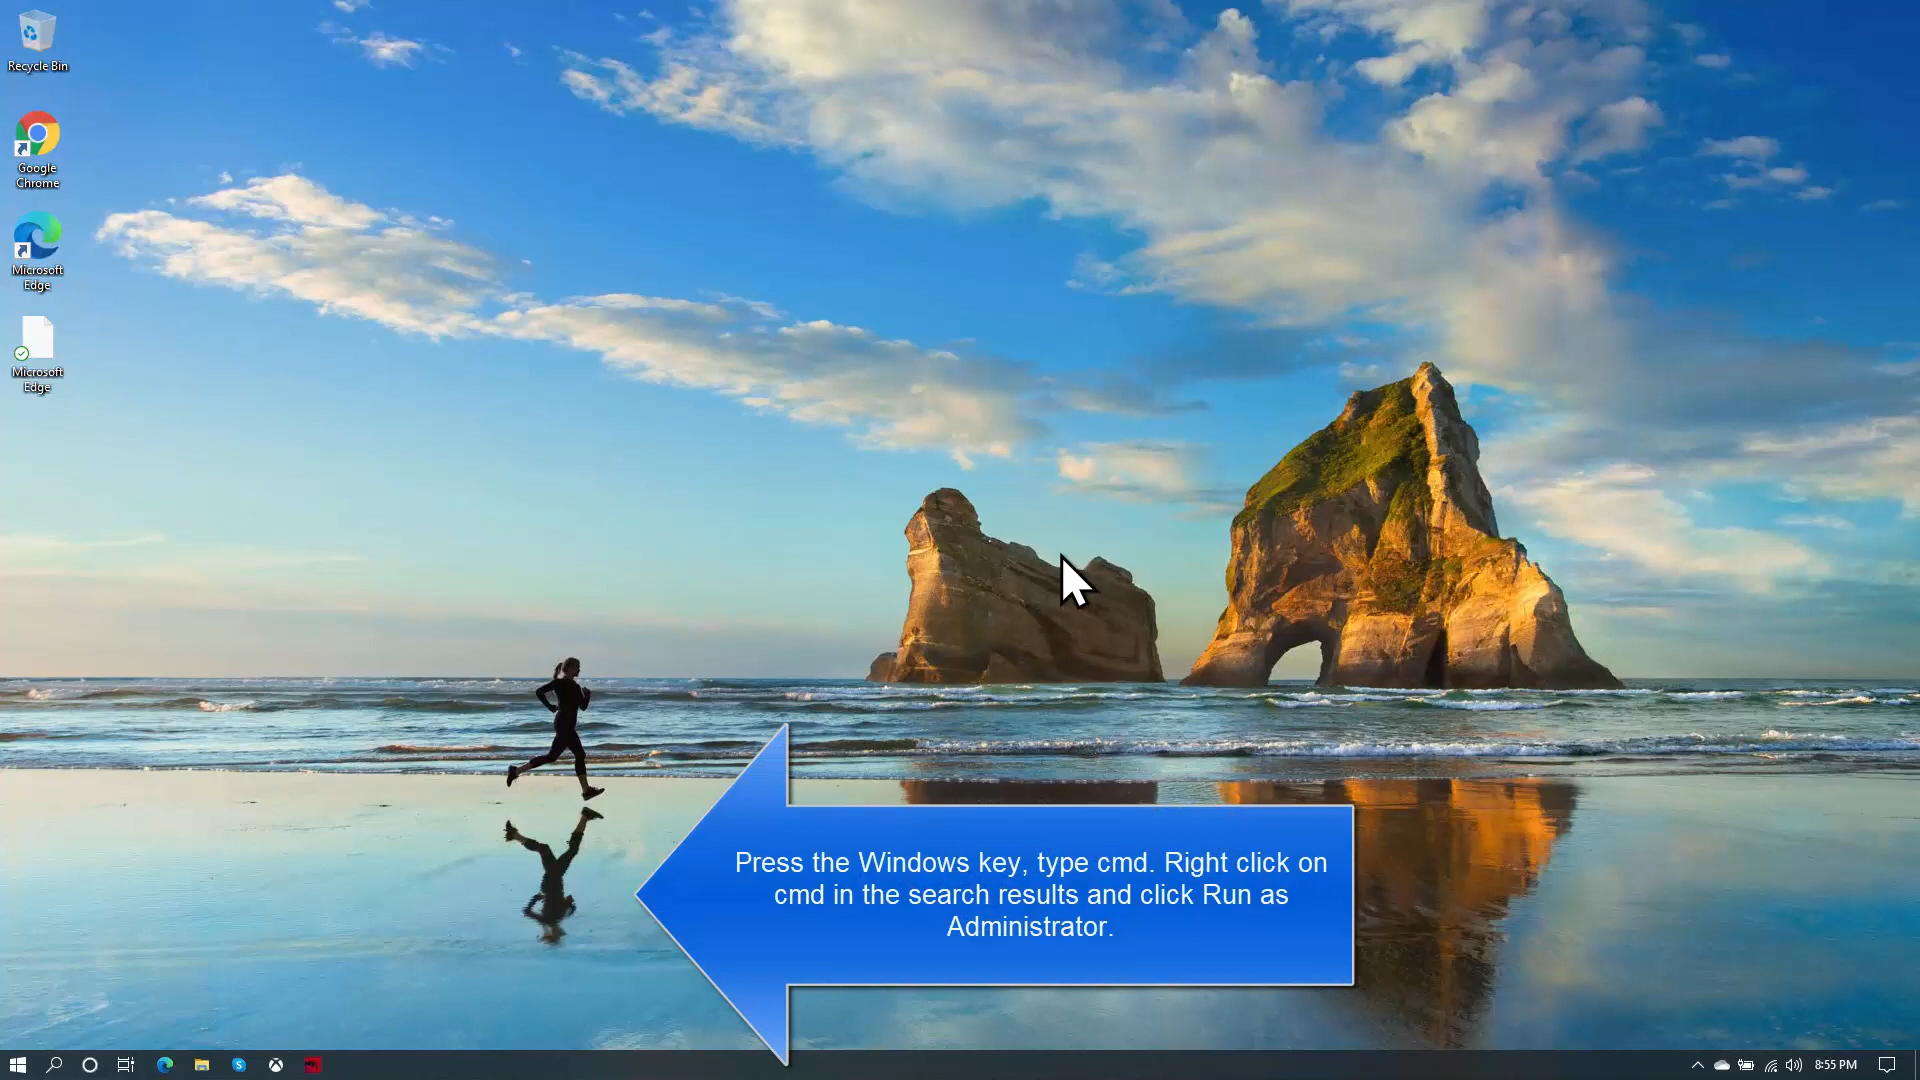 Recycle Bin
Google
Chrome
Microsoft
Edge
Microsoft
Edge
Press the Windows key, type cmd. Right click on
cmd in the search results and click Run as
Administrator.
8:55 PM